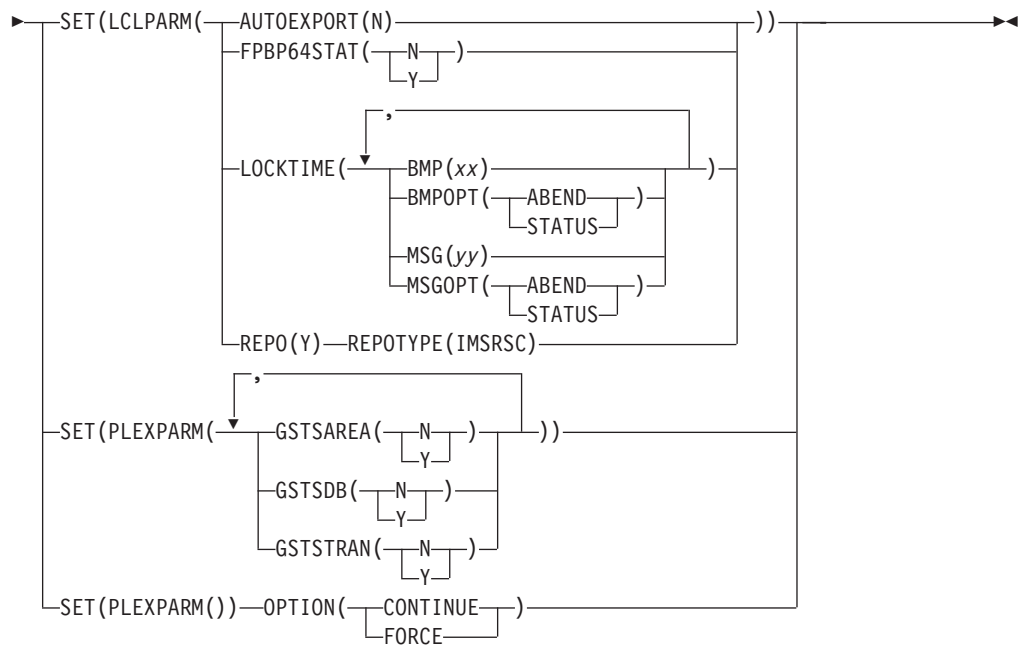 SET(LCLPARM( AUTOEXPORT(N) ))
FPBP64STAT( N )
Y
,
LOCKTIME( BMP(xx) )
BMPOPT( ABEND )
STATUS
MSG(yy)
MSGOPT( ABEND )
STATUS
REPO(Y) REPOTYPE(IMSRSC)
,
SET(PLEXPARM( GSTSAREA( N ) ))
Y
GSTSDB( N )
Y
GSTSTRAN( N )
Y
SET(PLEXPARM()) OPTION( CONTINUE )
FORCE